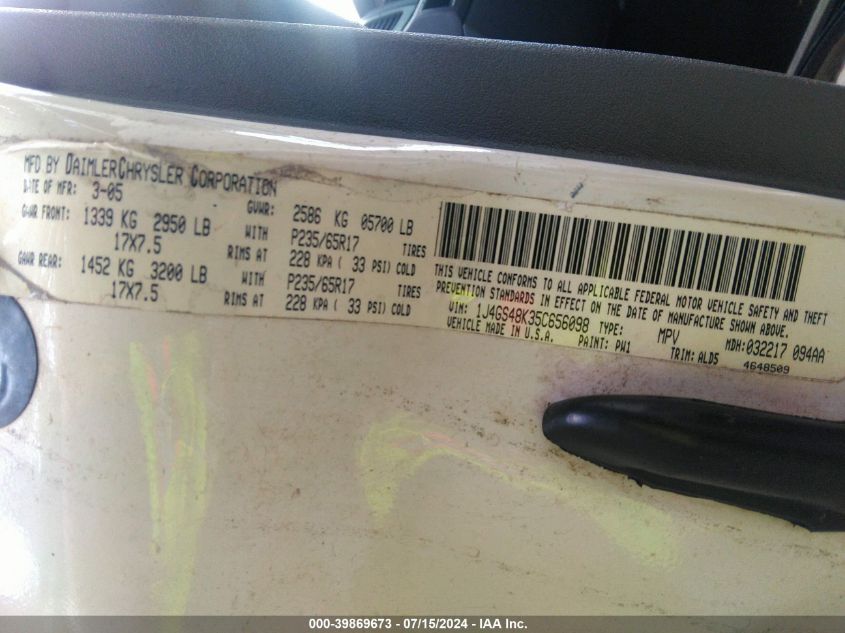 MFD BY DAIMLERCHRYSLER CORPORATION
DATE OF MFR: 3-05 GVWR: 2586 KG 05700 LB
GWR FRONT: 1339 KG 2950 LB WITH P235/65R17 TIRES
17X7.5 RIMS AT 228 KPA ( 33 PSI) COLD
GAWR REAR: 1452 KG 3200 LB WITH P235/65R17 TIRES
17X7.5 RIMS AT 228 KPA ( 33 PSI) COLD
THIS VEHICLE CONFORMS TO ALL APPLICABLE FEDERAL MOTOR VEHICLE SAFETY AND THEFT
PREVENTION STANDARDS IN EFFECT ON THE DATE OF MANUFACTURE SHOWN ABOVE.
VIN: 1J4GS48K35C656098 TYPE: MPV MDH: 032217 094AA
VEHICLE MADE IN U.S.A. PAINT: PW1 TRIM: ALD5 4648509
000-39869673 - 07/15/2024 - IAA Inc.